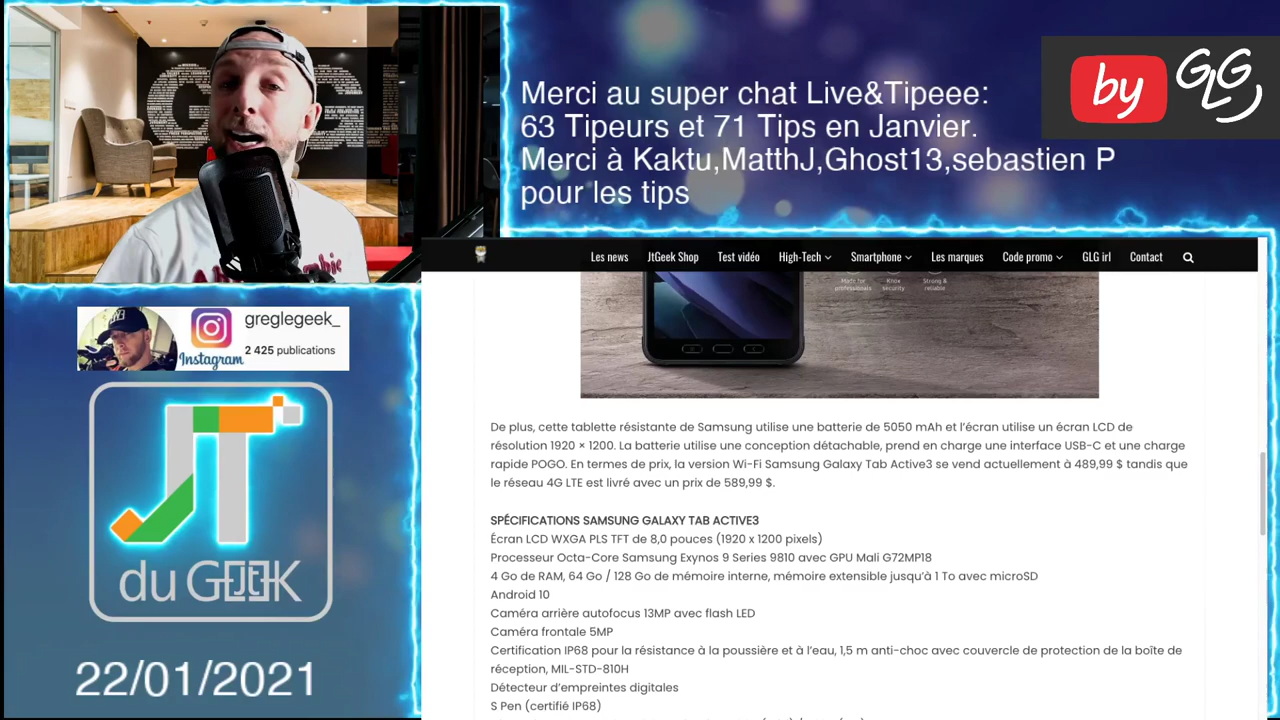 Merci au super chat Live&Tipeee:
63 Tipeurs et 71 Tips en Janvier.
Merci à Kaktu,MatthJ,Ghost13,sebastien P
pour les tips
by GLG
Les news JtGeek Shop Test vidéo High-Tech Smartphone Les marques Code promo GLG irl Contact
Made for professionals Knox security Strong & reliable
greglegeek_
Instagram 2 425 publications
JT
du GEEK
22/01/2021
De plus, cette tablette résistante de Samsung utilise une batterie de 5050 mAh et l'écran utilise un écran LCD de
résolution 1920 × 1200. La batterie utilise une conception détachable, prend en charge une interface USB-C et une charge
rapide POGO. En termes de prix, la version Wi-Fi Samsung Galaxy Tab Active3 se vend actuellement à 489,99 $ tandis que
le réseau 4G LTE est livré avec un prix de 589,99 $.
SPÉCIFICATIONS SAMSUNG GALAXY TAB ACTIVE3
Écran LCD WXGA PLS TFT de 8,0 pouces (1920 x 1200 pixels)
Processeur Octa-Core Samsung Exynos 9 Series 9810 avec GPU Mali G72MP18
4 Go de RAM, 64 Go / 128 Go de mémoire interne, mémoire extensible jusqu'à 1 To avec microSD
Android 10
Caméra arrière autofocus 13MP avec flash LED
Caméra frontale 5MP
Certification IP68 pour la résistance à la poussière et à l'eau, 1,5 m anti-choc avec couvercle de protection de la boîte de
réception, MIL-STD-810H
Détecteur d'empreintes digitales
S Pen (certifié IP68)